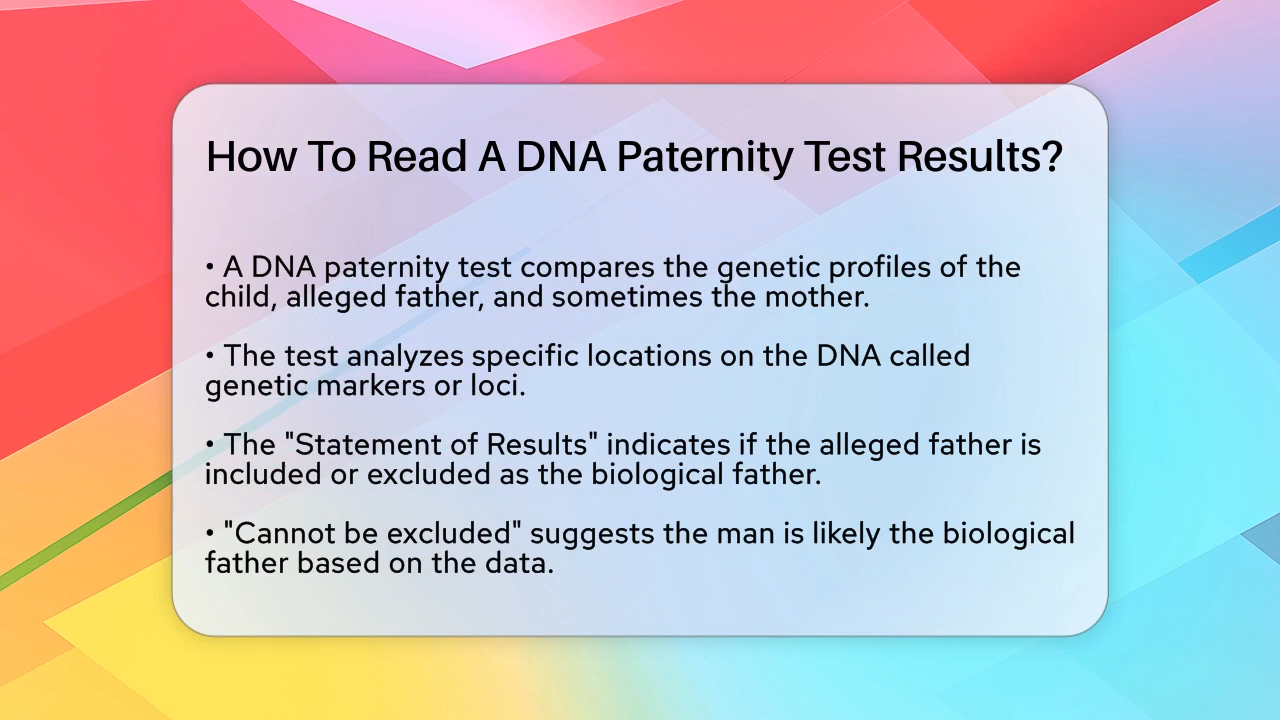 How To Read A DNA Paternity Test Results?
• A DNA paternity test compares the genetic profiles of the
child, alleged father, and sometimes the mother.
• The test analyzes specific locations on the DNA called
genetic markers or loci.
• The "Statement of Results" indicates if the alleged father is
included or excluded as the biological father.
• "Cannot be excluded" suggests the man is likely the biological
father based on the data.